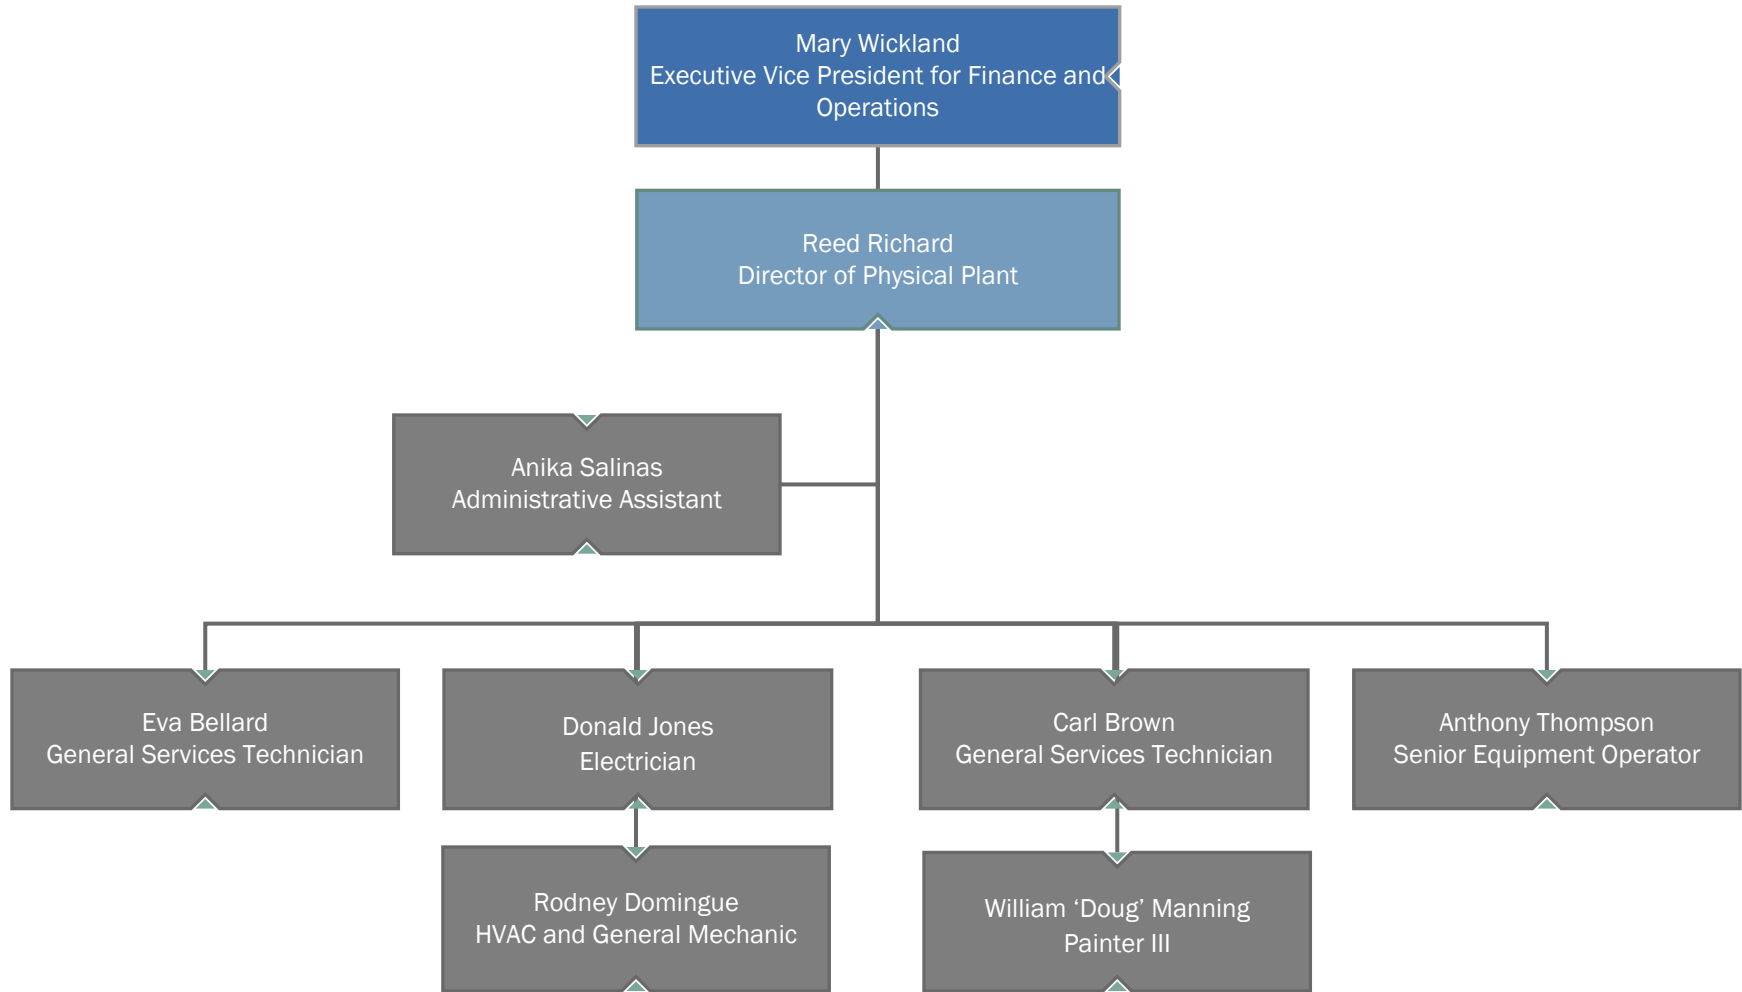 Mary Wickland
Executive Vice President for Finance and
Operations
Reed Richard
Director of Physical Plant
Anika Salinas
Administrative Assistant
Eva Bellard
General Services Technician
Donald Jones
Electrician
Carl Brown
General Services Technician
Anthony Thompson
Senior Equipment Operator
Rodney Domingue
HVAC and General Mechanic
William ‘Doug’ Manning
Painter III